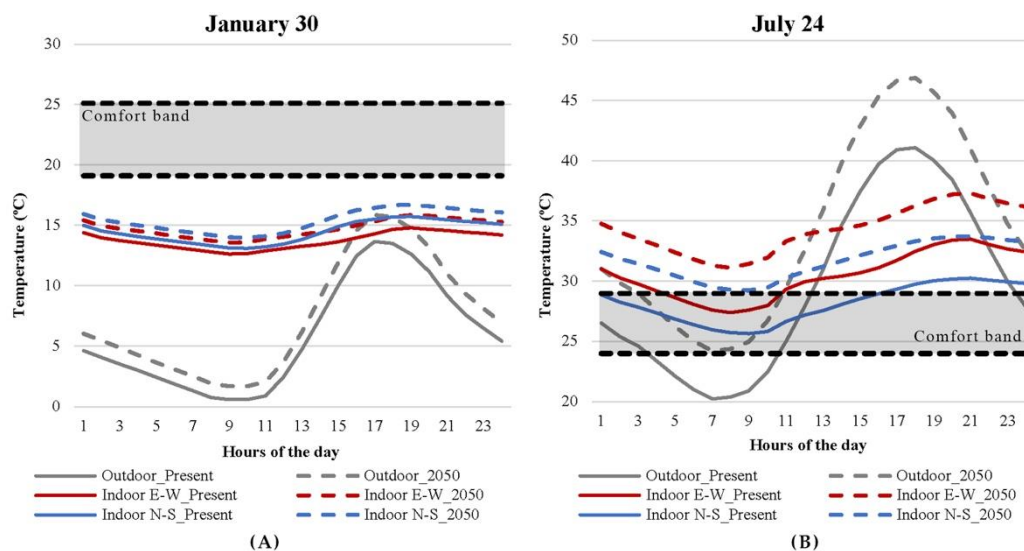 January 30
30
25
20
15
10
5
0
Temperature (ºC)
Comfort band
1 3 5 7 9 11 13 15 17 19 21 23
Hours of the day
Outdoor_Present Outdoor_2050
Indoor E-W_Present Indoor E-W_2050
Indoor N-S_Present Indoor N-S_2050
(A)
July 24
50
45
40
35
30
25
20
Temperature (ºC)
Comfort band
1 3 5 7 9 11 13 15 17 19 21 23
Hours of the day
Outdoor_Present Outdoor_2050
Indoor E-W_Present Indoor E-W_2050
Indoor N-S_Present Indoor N-S_2050
(B)